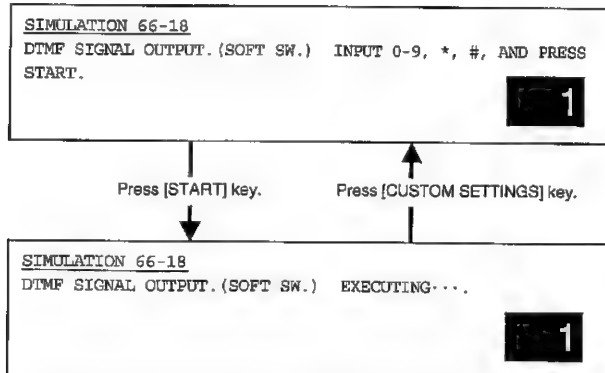 SIMULATION 66-18
DTMF SIGNAL OUTPUT.(SOFT SW.) INPUT 0-9, *, #, AND PRESS
START.
1
Press [START] key.
Press [CUSTOM SETTINGS] key.
SIMULATION 66-18
DTMF SIGNAL OUTPUT.(SOFT SW.) EXECUTING····.
1